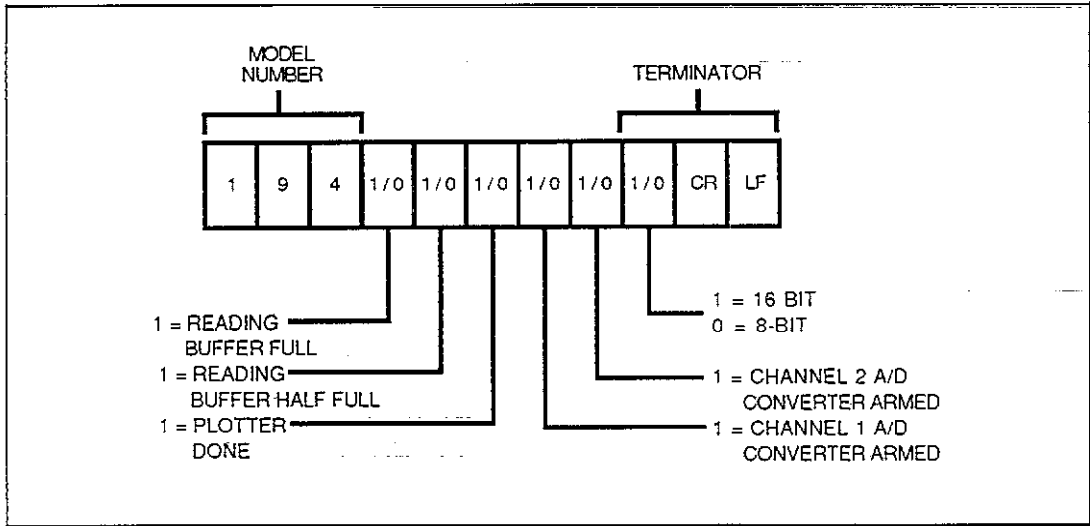 MODEL
NUMBER
TERMINATOR
1 9 4 1/0 1/0 1/0 1/0 1/0 1/0 CR LF
1 = READING
BUFFER FULL
1 = READING
BUFFER HALF FULL
1 = PLOTTER
DONE
1 = 16 BIT
0 = 8-BIT
1 = CHANNEL 2 A/D
CONVERTER ARMED
1 = CHANNEL 1 A/D
CONVERTER ARMED